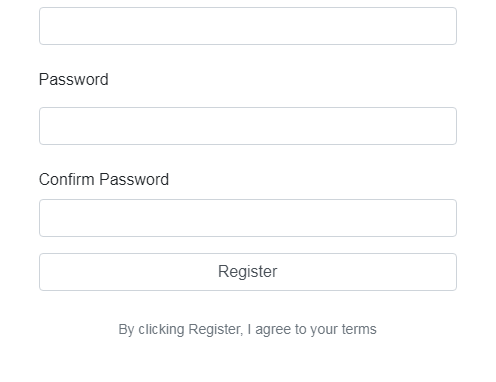 Password
Confirm Password
Register
By clicking Register, I agree to your terms